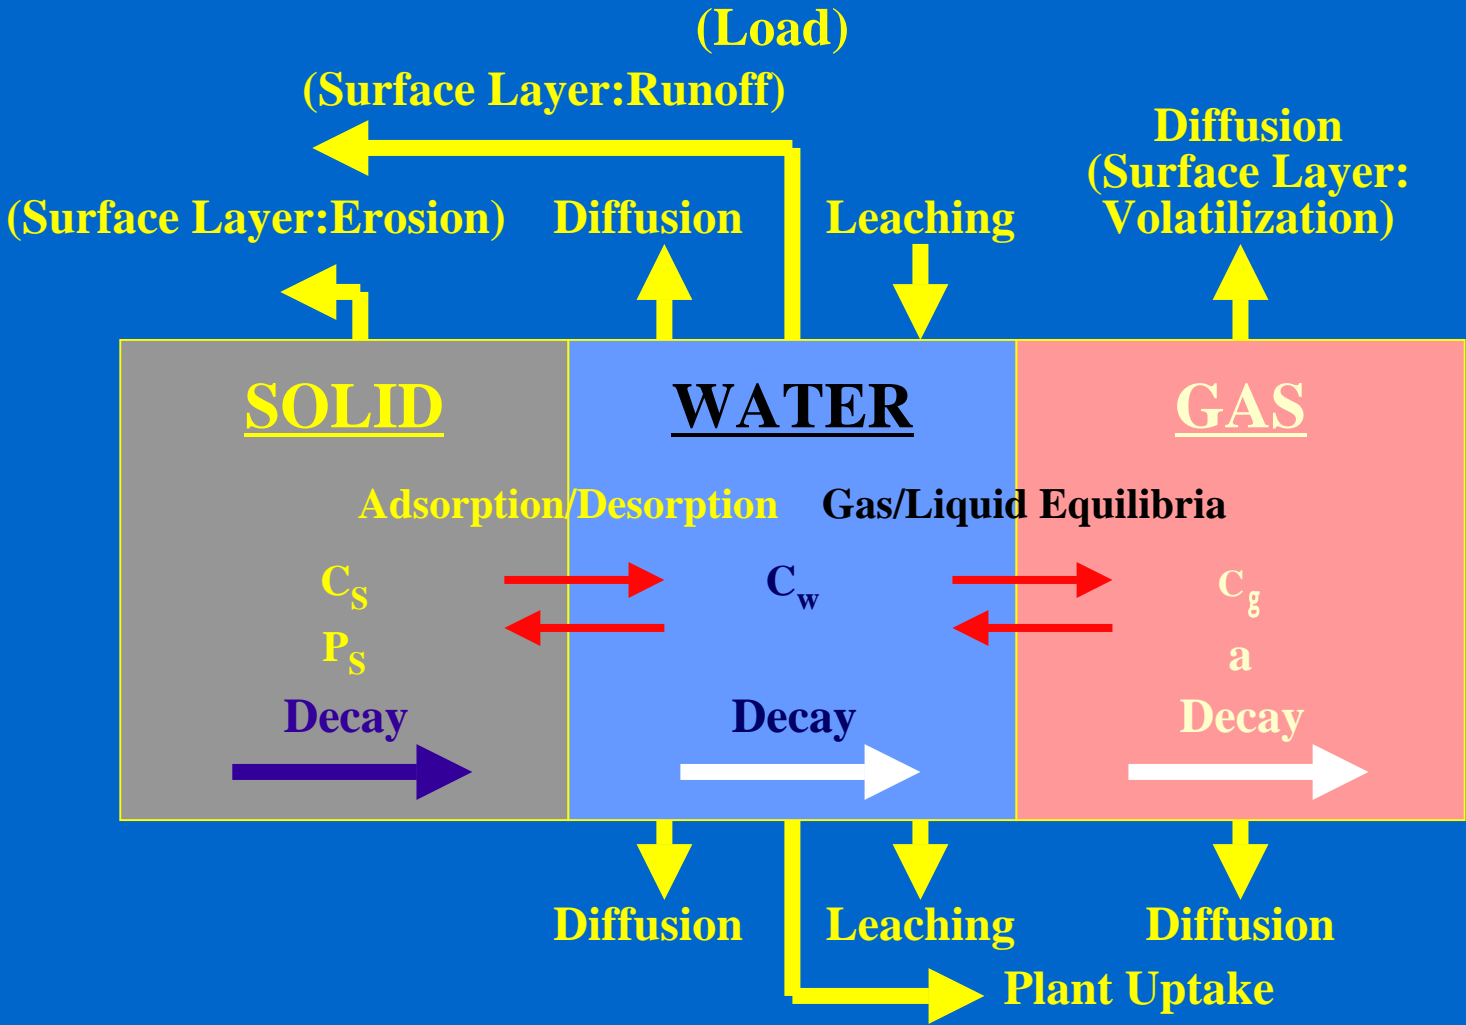 (Load)
(Surface Layer:Runoff)
Diffusion
(Surface Layer:
Volatilization)
(Surface Layer:Erosion)
Diffusion
Leaching
SOLID
WATER
GAS
Adsorption/Desorption
Gas/Liquid Equilibria
CS
Cw
Cg
PS
a
Decay
Decay
Decay
Diffusion
Leaching
Diffusion
Plant Uptake